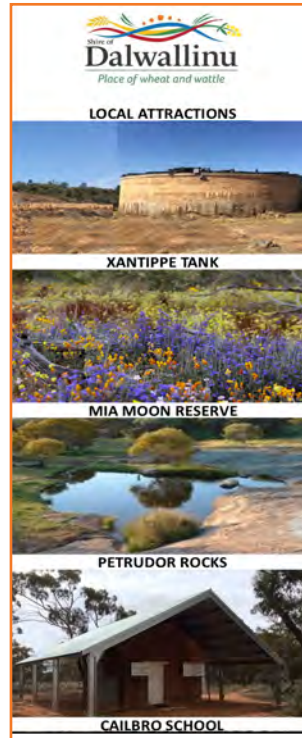 Shire of
Dalwallinu
Place of wheat and wattle
LOCAL ATTRACTIONS
XANTIPPE TANK
MIA MOON RESERVE
PETRUDOR ROCKS
CAILBRO SCHOOL